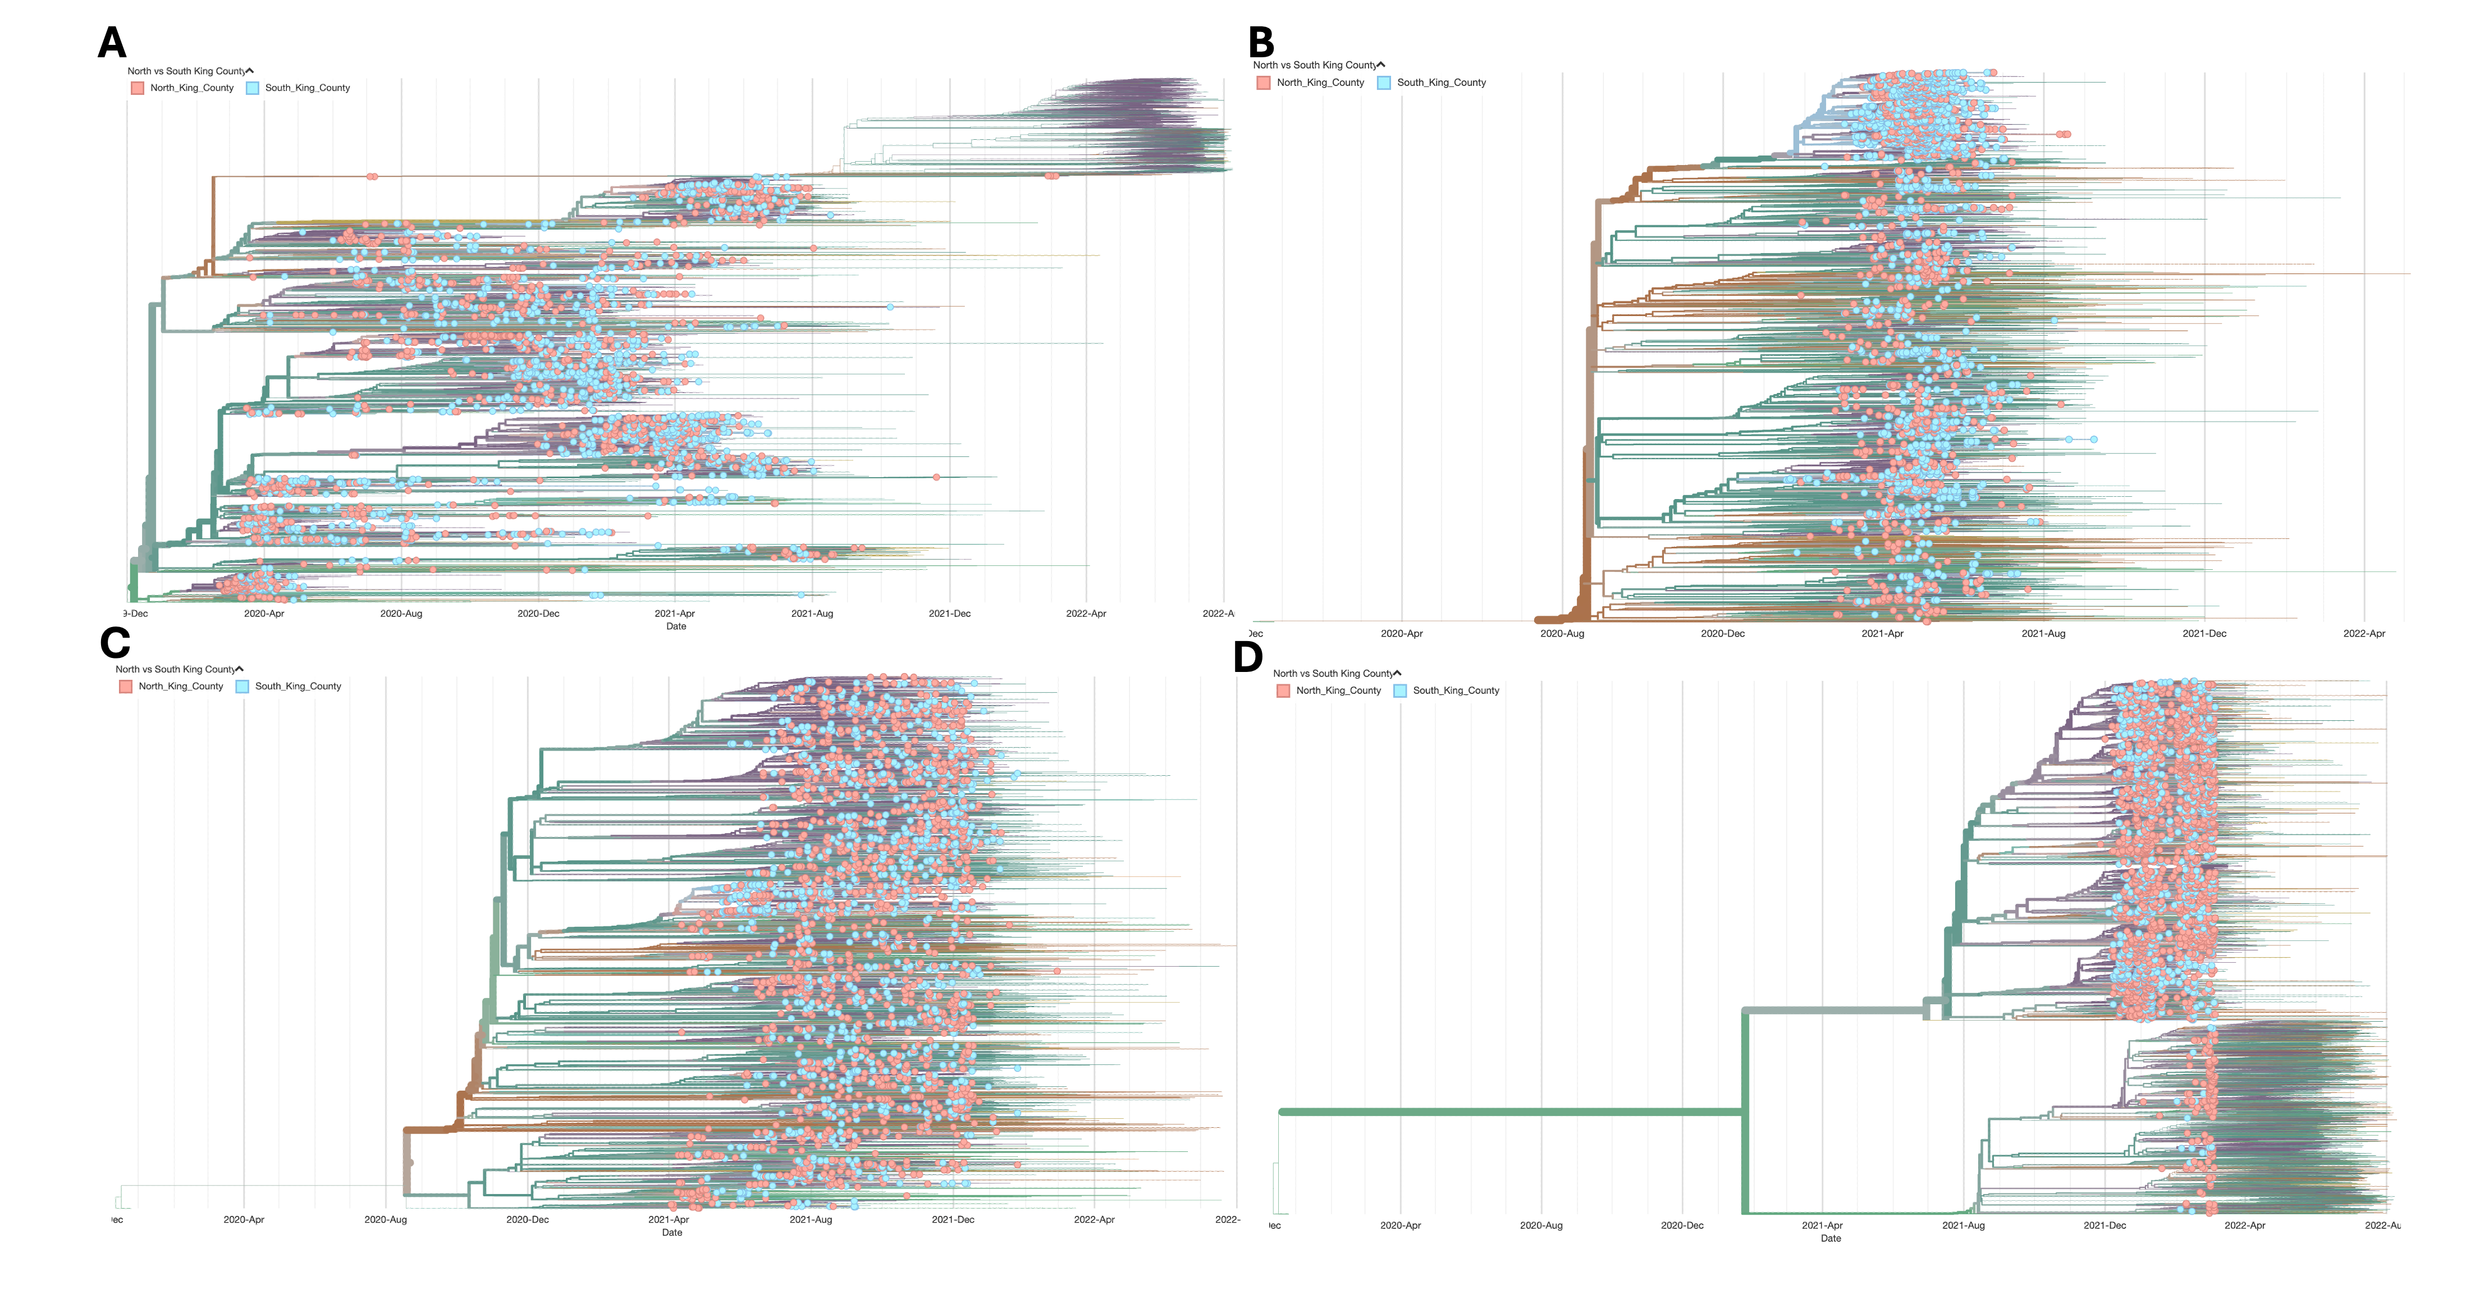 A
North vs South King County
North_King_County South_King_County
9-Dec 2020-Apr 2020-Aug 2020-Dec 2021-Apr 2021-Aug 2021-Dec 2022-Apr 2022-A
Date
B
North vs South King County
North_King_County South_King_County
Dec 2020-Apr 2020-Aug 2020-Dec 2021-Apr 2021-Aug 2021-Dec 2022-Apr
C
North vs South King County
North_King_County South_King_County
ec 2020-Apr 2020-Aug 2020-Dec 2021-Apr 2021-Aug 2021-Dec 2022-Apr 2022-
Date
D
North vs South King County
North_King_County South_King_County
ec 2020-Apr 2020-Aug 2020-Dec 2021-Apr 2021-Aug 2021-Dec 2022-Apr 2022-Au
Date